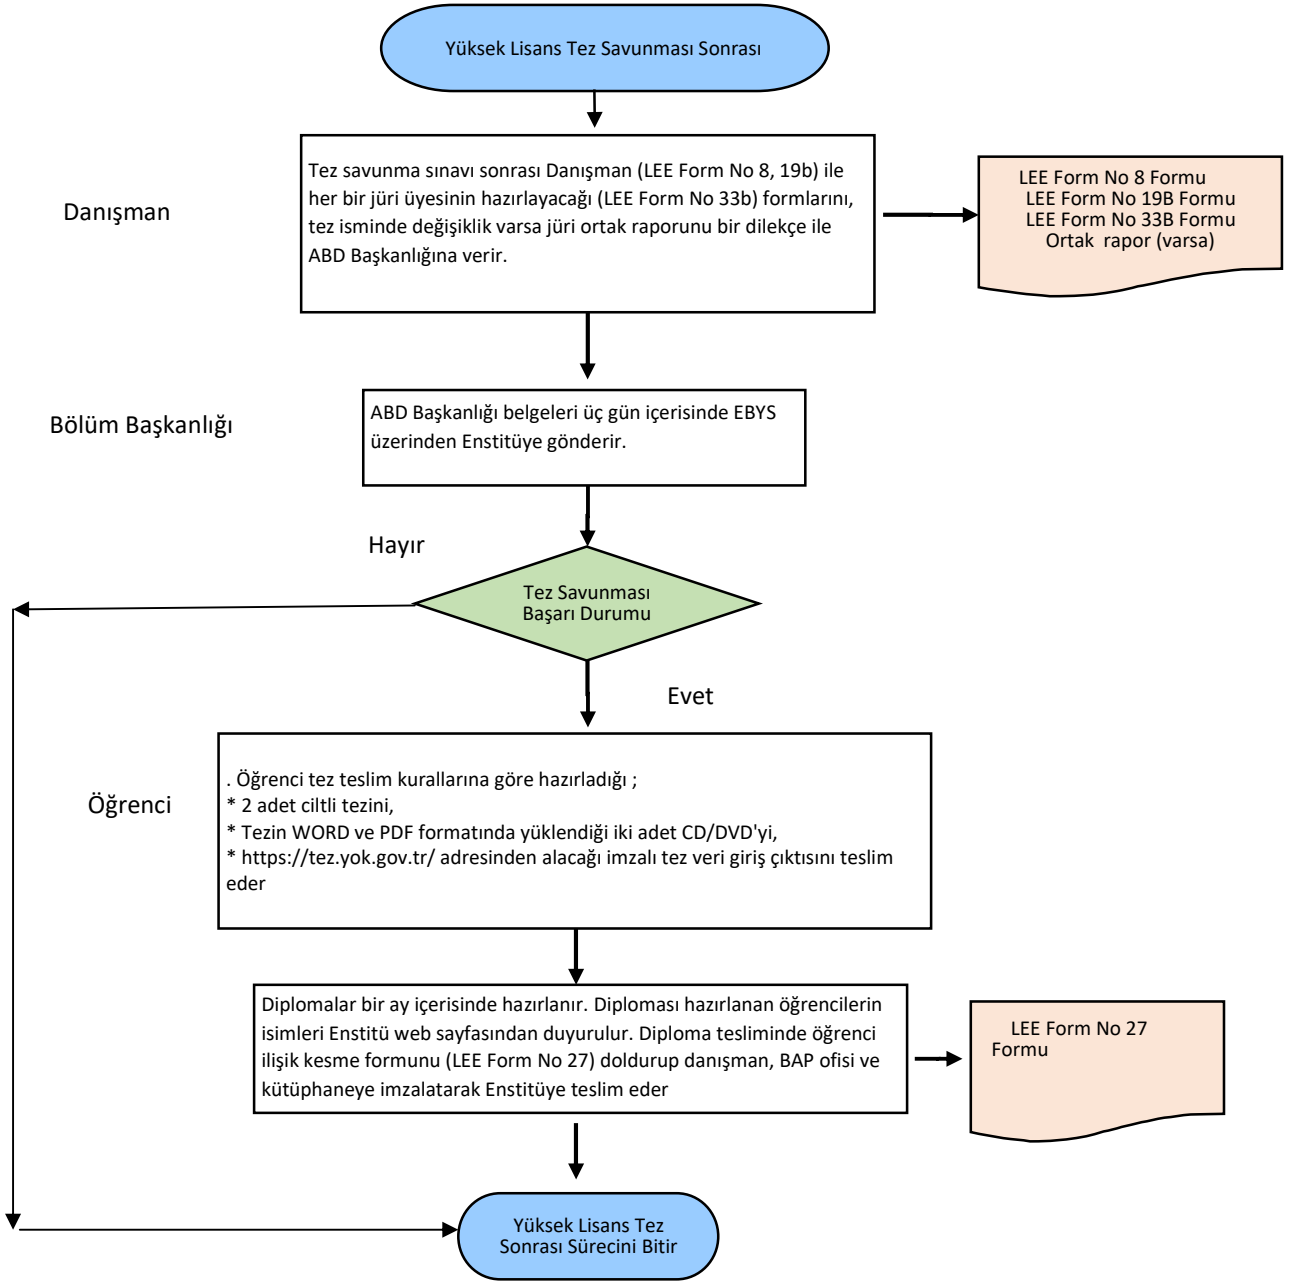 Yüksek Lisans Tez Savunması Sonrası
Danışman
Tez savunma sınavı sonrası Danışman (LEE Form No 8, 19b) ile
her bir jüri üyesinin hazırlayacağı (LEE Form No 33b) formlarını,
tez isminde değişiklik varsa jüri ortak raporunu bir dilekçe ile
ABD Başkanlığına verir.
LEE Form No 8 Formu
LEE Form No 19B Formu
LEE Form No 33B Formu
Ortak rapor (varsa)
Bölüm Başkanlığı
ABD Başkanlığı belgeleri üç gün içerisinde EBYS
üzerinden Enstitüye gönderir.
Hayır
Tez Savunması
Başarı Durumu
Evet
Öğrenci
. Öğrenci tez teslim kurallarına göre hazırladığı ;
* 2 adet ciltli tezini,
* Tezin WORD ve PDF formatında yüklendiği iki adet CD/DVD'yi,
* https://tez.yok.gov.tr/ adresinden alacağı imzalı tez veri giriş çıktısını teslim
eder
Diplomalar bir ay içerisinde hazırlanır. Diploması hazırlanan öğrencilerin
isimleri Enstitü web sayfasından duyurulur. Diploma tesliminde öğrenci
ilişik kesme formunu (LEE Form No 27) doldurup danışman, BAP ofisi ve
kütüphaneye imzalatarak Enstitüye teslim eder
LEE Form No 27
Formu
Yüksek Lisans Tez
Sonrası Sürecini Bitir